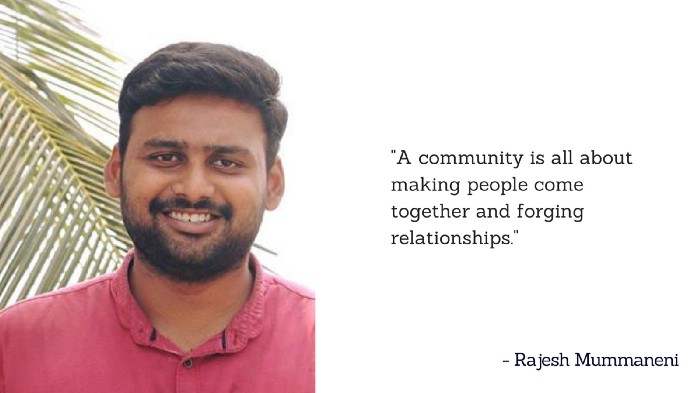 "A community is all about
making people come
together and forging
relationships."
- Rajesh Mummaneni